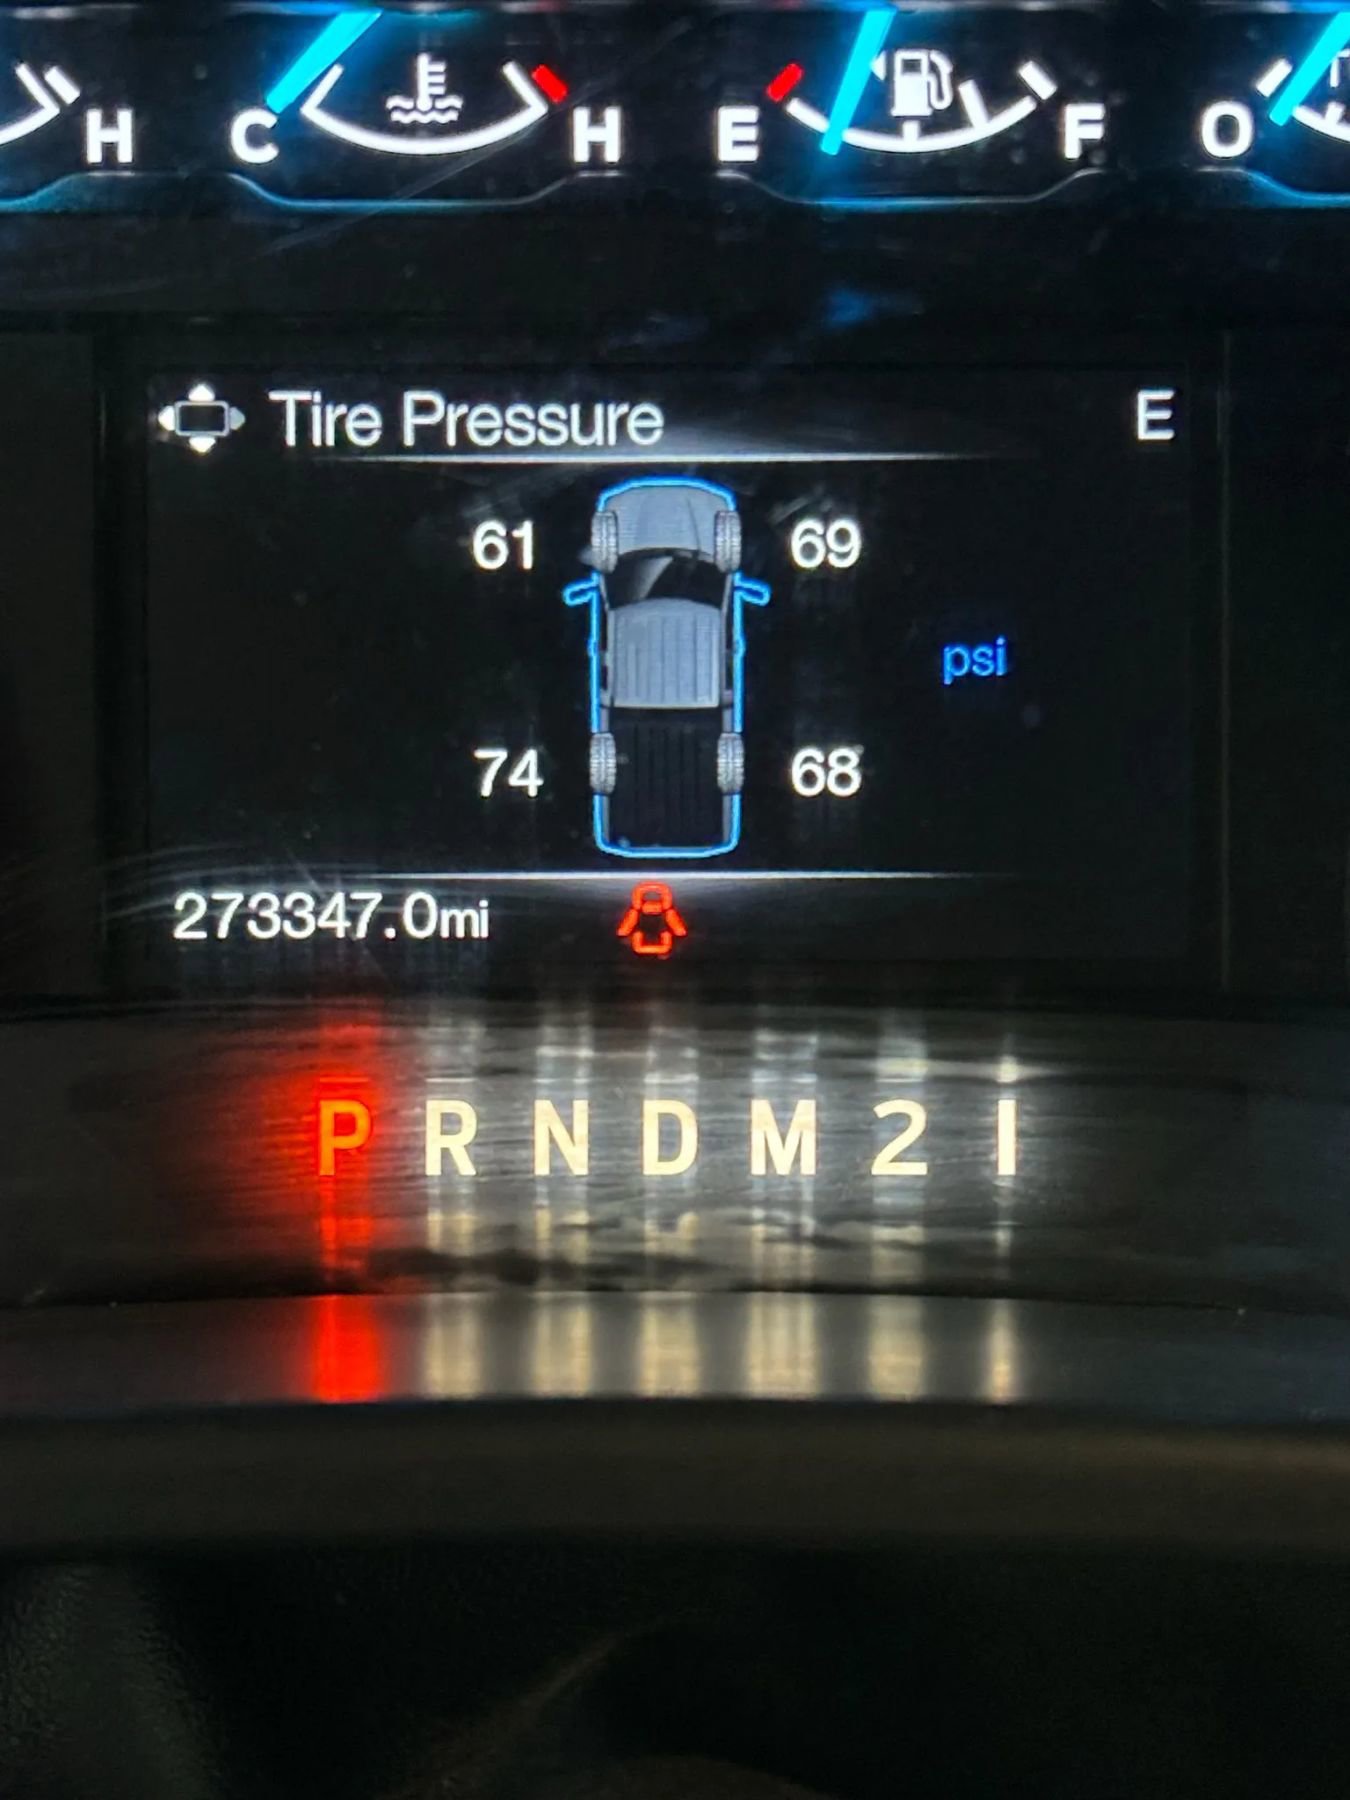 H C H E F O
Tire Pressure E
61 69
psi
74 68
273347.0mi
P R N D M 2 1